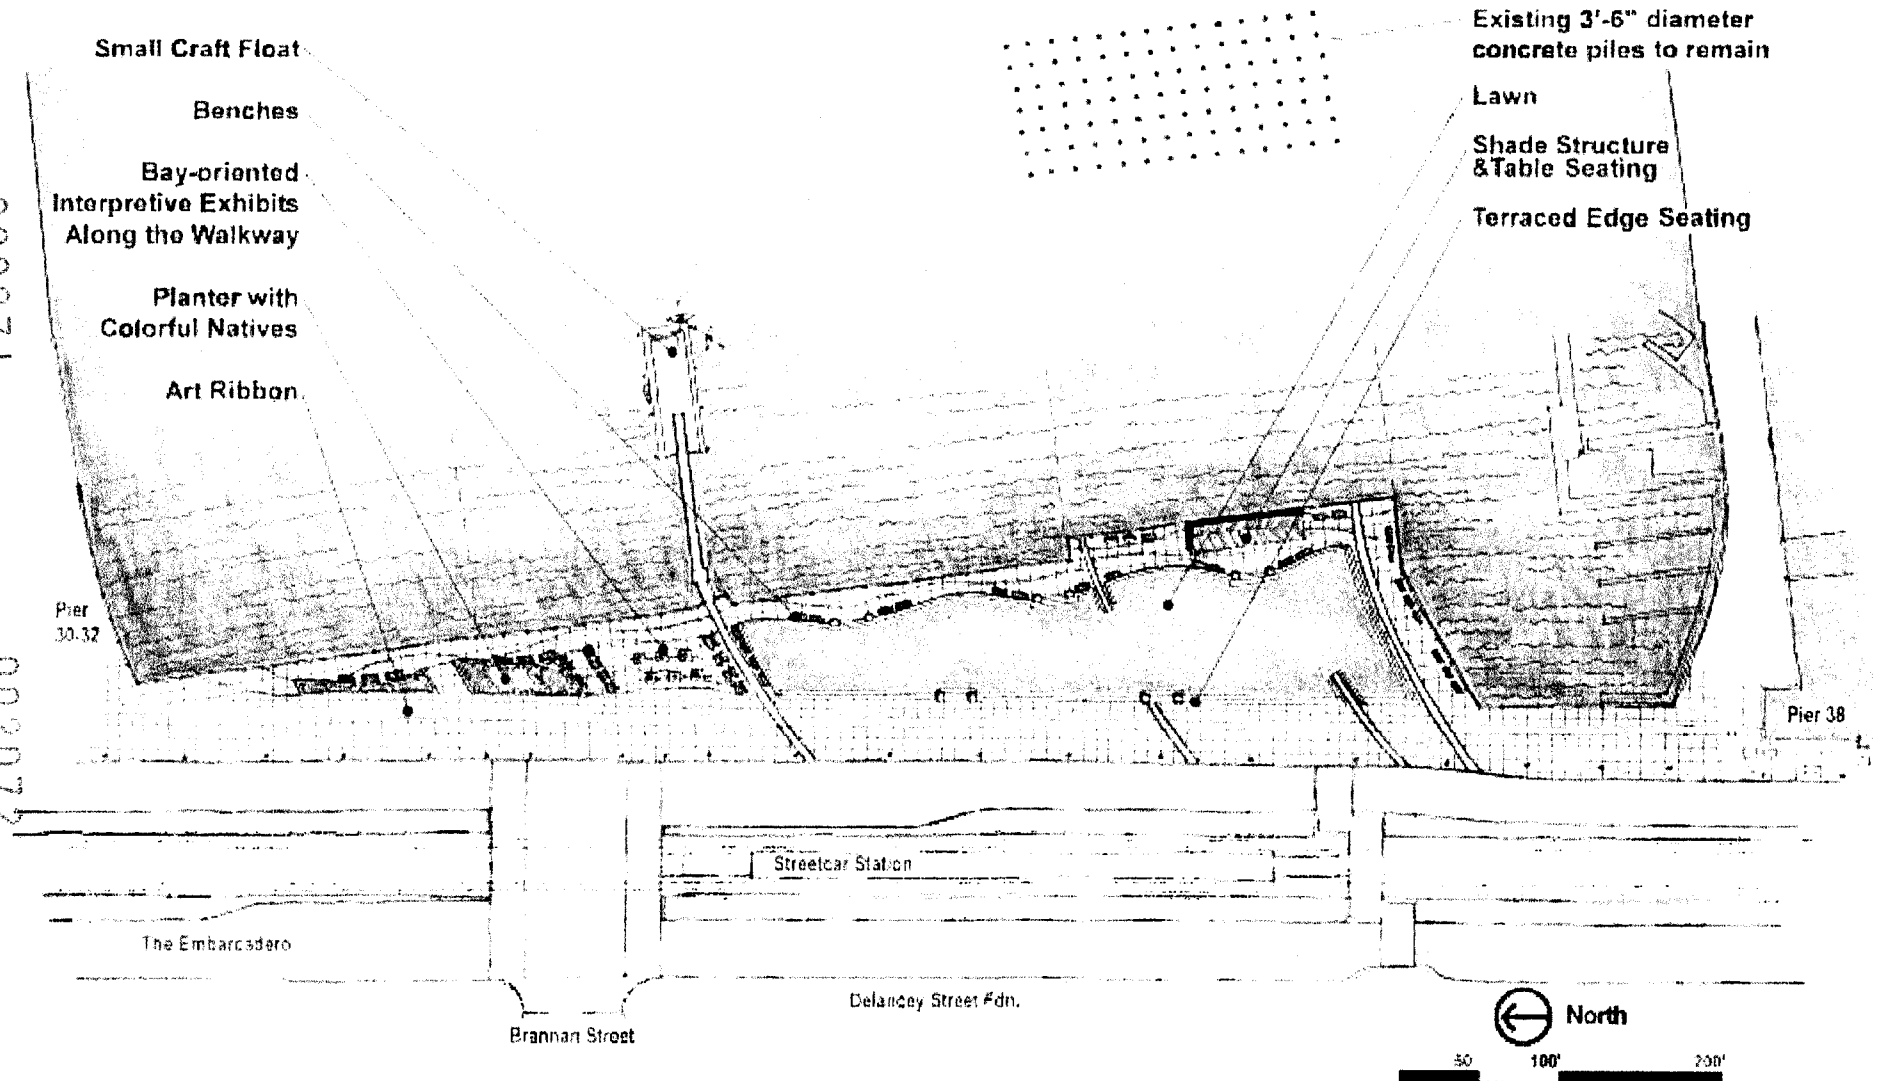 Small Craft Float
Benches
Bay-oriented
Interpretive Exhibits
Along the Walkway
Planter with
Colorful Natives
Art Ribbon
Existing 3'-6" diameter
concrete piles to remain
Lawn
Shade Structure
&Table Seating
Terraced Edge Seating
Pier
30-32
Pier 38
Streetcar Station
The Embarcadero
Delancey Street Fdn.
Brannan Street
North
50 100' 200'